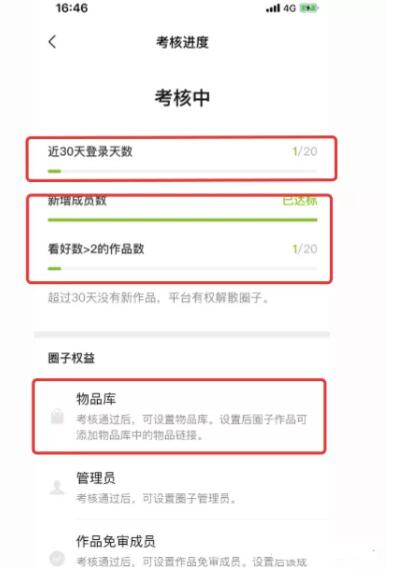 16:46
4G
考核进度
考核中
近30天登录天数 1/20
新增成员数 已达标
看好数>2的作品数 1/20
超过30天没有新作品，平台有权解散圈子。
圈子权益
物品库
考核通过后，可设置物品库。设置后圈子作品可
添加物品库中的物品链接。
管理员
考核通过后，可设置圈子管理员。
作品免审成员
考核通过后，可设置作品免审成员。设置后该成